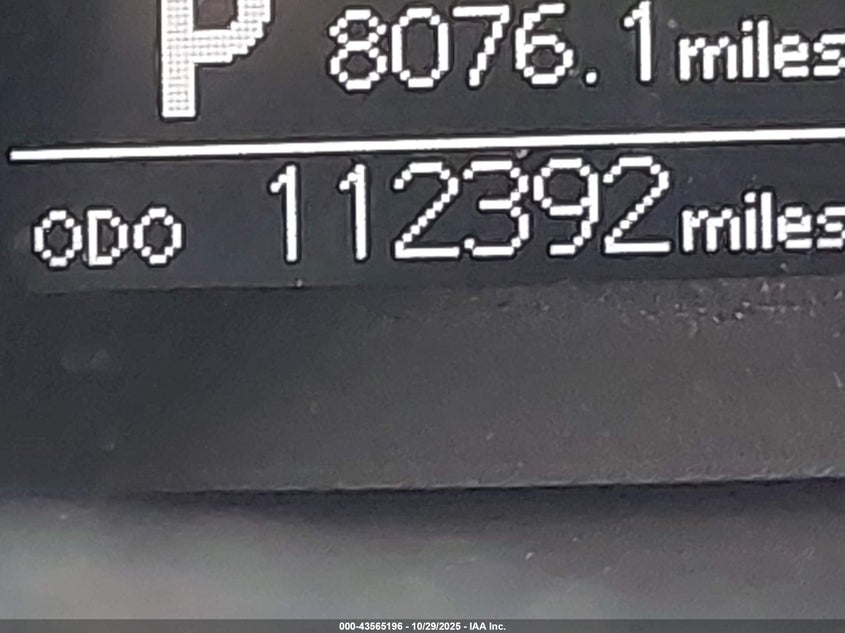 P 8076.1 miles
ODO 112392 miles
000-43565196 - 10/29/2025 - IAA Inc.